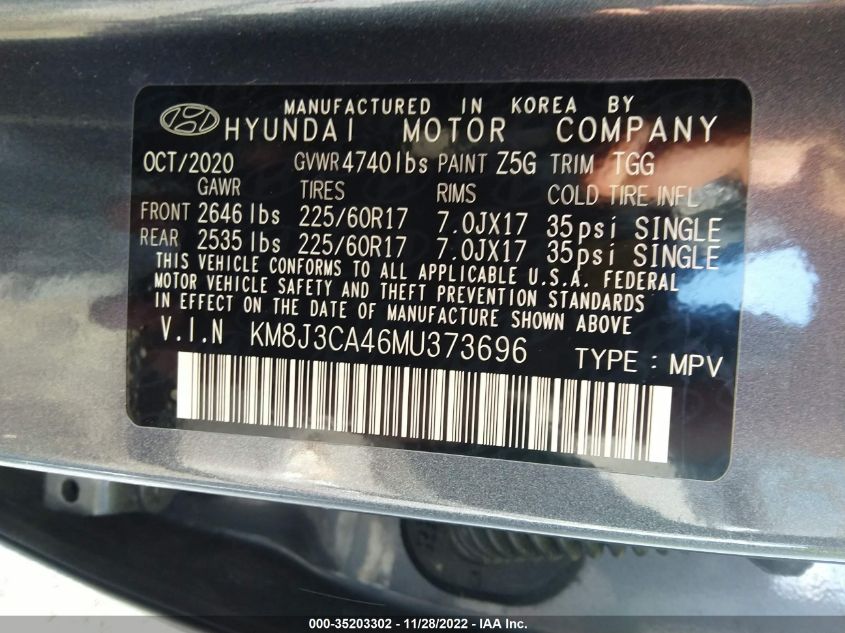 MANUFACTURED IN KOREA BY
HYUNDAI MOTOR COMPANY
OCT/2020 GVWR 4740lbs PAINT Z5G TRIM TGG
GAWR TIRES RIMS COLD TIRE INFL
FRONT 2646 lbs 225/60R17 7.0JX17 35psi SINGLE
REAR 2535 lbs 225/60R17 7.0JX17 35psi SINGLE
THIS VEHICLE CONFORMS TO ALL APPLICABLE U.S.A. FEDERAL
MOTOR VEHICLE SAFETY AND THEFT PREVENTION STANDARDS
IN EFFECT ON THE DATE OF MANUFACTURE SHOWN ABOVE
V.I.N KM8J3CA46MU373696 TYPE : MPV
000-35203302 - 11/28/2022 - IAA Inc.